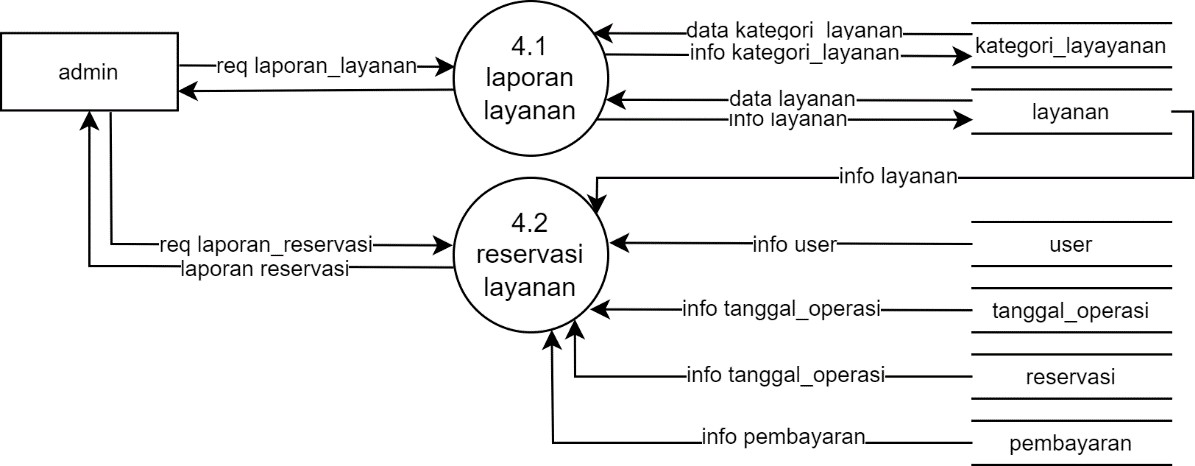 admin
req laporan_layanan
4.1
laporan
layanan
data kategori_layanan
info kategori_layanan
kategori_layayanan
data layanan
info layanan
layanan
info layanan
req laporan_reservasi
laporan reservasi
4.2
reservasi
layanan
info user
user
info tanggal_operasi
tanggal_operasi
info tanggal_operasi
reservasi
info pembayaran
pembayaran